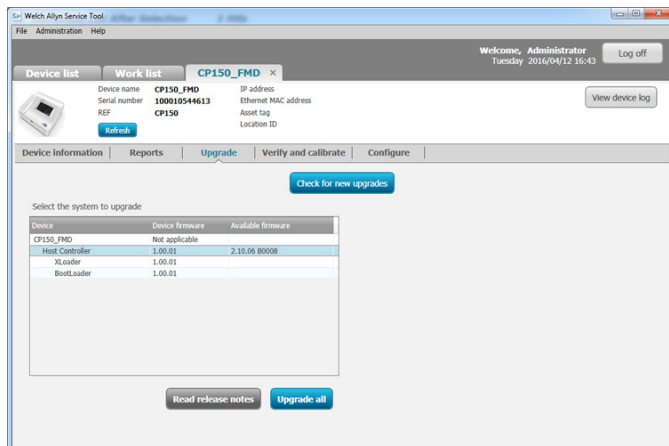 Welch Allyn Service Tool
File Administration Help
Welcome, Administrator
Tuesday 2016/04/12 16:43
Log off
Device list Work list CP150_FMD ×
Device name CP150_FMD IP address
Serial number 100010544613 Ethernet MAC address
REF CP150 Asset tag
Location ID
Refresh
View device log
Device information Reports Upgrade Verify and calibrate Configure
Check for new upgrades
Select the system to upgrade
Device Device firmware Available firmware
CP150_FMD Not applicable
Host Controller 1.00.01 2.10.06 B0008
XLoader 1.00.01
BootLoader 1.00.01
Read release notes Upgrade all